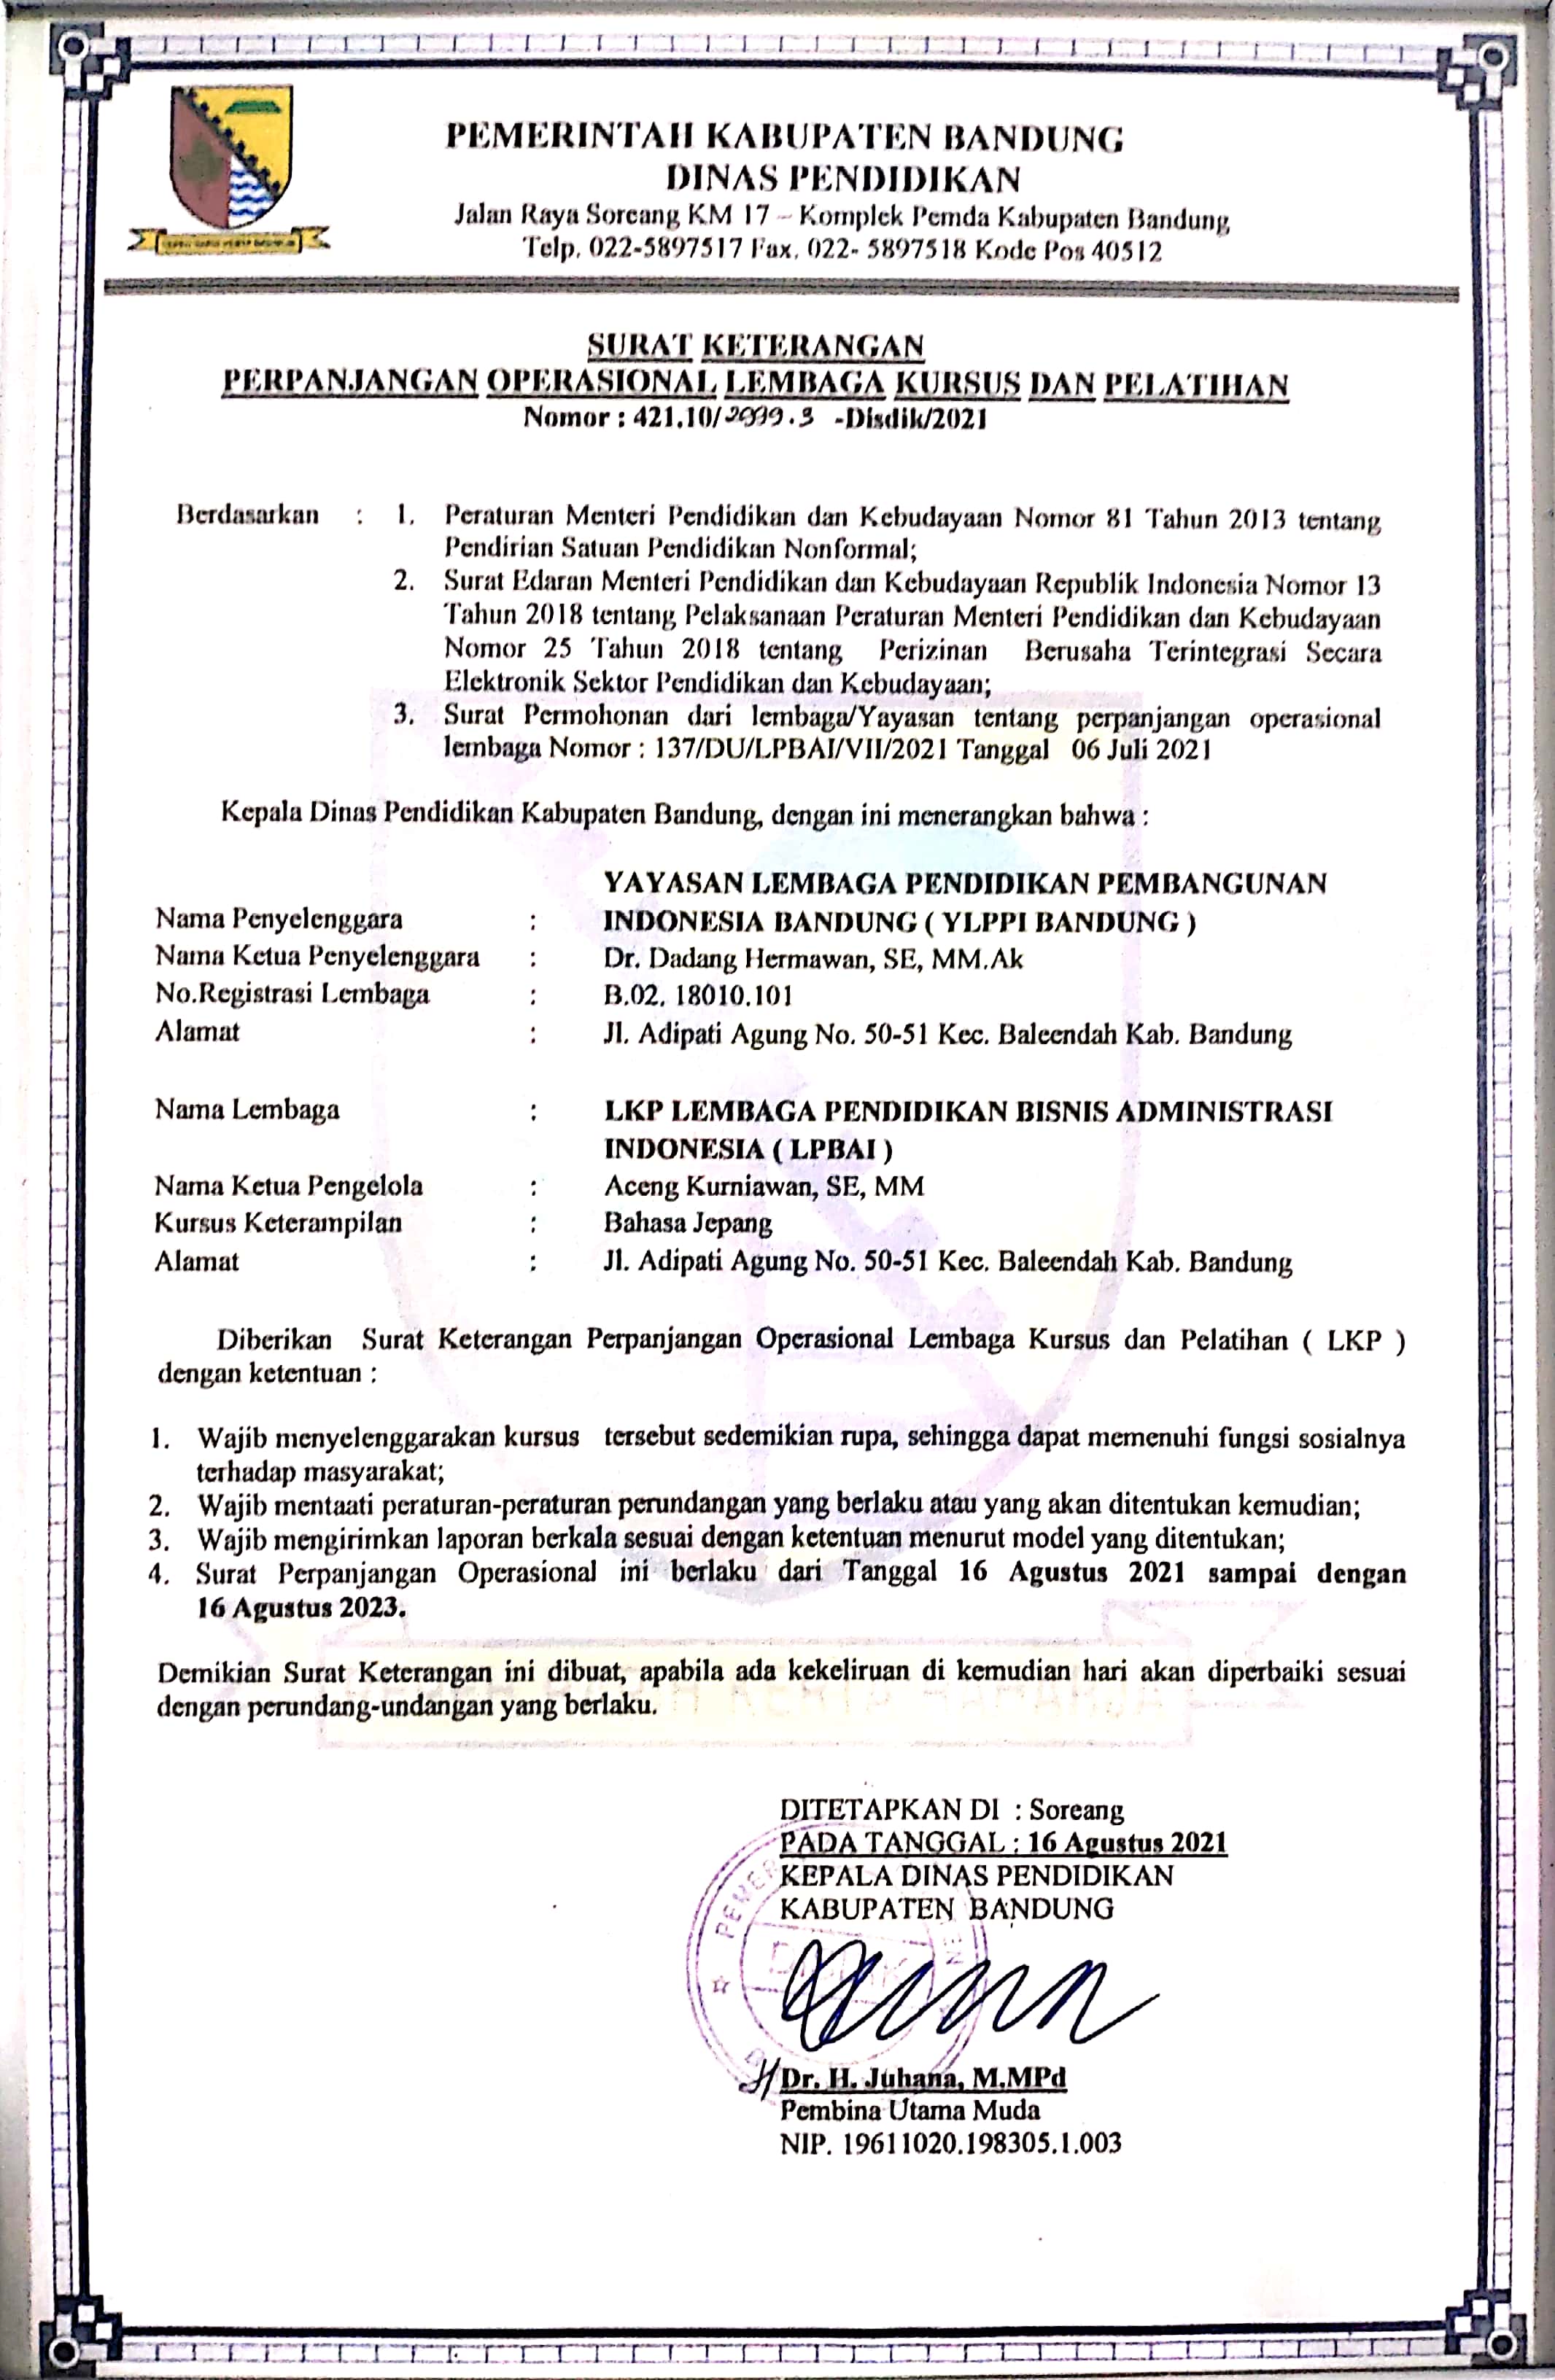 PEMERINTAH KABUPATEN BANDUNG
DINAS PENDIDIKAN
Jalan Raya Soreang KM 17 – Komplek Pemda Kabupaten Bandung
Telp. 022-5897517 Fax. 022- 5897518 Kode Pos 40512
SURAT KETERANGAN
PERPANJANGAN OPERASIONAL LEMBAGA KURSUS DAN PELATIHAN
Nomor : 421.10/ -Disdik/2021
Berdasarkan : 1. Peraturan Menteri Pendidikan dan Kebudayaan Nomor 81 Tahun 2013 tentang
Pendirian Satuan Pendidikan Nonformal;
2. Surat Edaran Menteri Pendidikan dan Kebudayaan Republik Indonesia Nomor 13
Tahun 2018 tentang Pelaksanaan Peraturan Menteri Pendidikan dan Kebudayaan
Nomor 25 Tahun 2018 tentang Perizinan Berusaha Terintegrasi Secara
Elektronik Sektor Pendidikan dan Kebudayaan;
3. Surat Permohonan dari lembaga/Yayasan tentang perpanjangan operasional
lembaga Nomor : 137/DU/LPBAI/VII/2021 Tanggal 06 Juli 2021
Kepala Dinas Pendidikan Kabupaten Bandung, dengan ini menerangkan bahwa :
YAYASAN LEMBAGA PENDIDIKAN PEMBANGUNAN
Nama Penyelenggara : INDONESIA BANDUNG ( YLPPI BANDUNG )
Nama Ketua Penyelenggara : Dr. Dadang Hermawan, SE, MM.Ak
No.Registrasi Lembaga : B.02. 18010.101
Alamat : Jl. Adipati Agung No. 50-51 Kec. Baleendah Kab. Bandung
Nama Lembaga : LKP LEMBAGA PENDIDIKAN BISNIS ADMINISTRASI
INDONESIA ( LPBAI )
Nama Ketua Pengelola : Aceng Kurniawan, SE, MM
Kursus Keterampilan : Bahasa Jepang
Alamat : Jl. Adipati Agung No. 50-51 Kec. Baleendah Kab. Bandung
Diberikan Surat Keterangan Perpanjangan Operasional Lembaga Kursus dan Pelatihan ( LKP )
dengan ketentuan :
1. Wajib menyelenggarakan kursus tersebut sedemikian rupa, sehingga dapat memenuhi fungsi sosialnya
terhadap masyarakat;
2. Wajib mentaati peraturan-peraturan perundangan yang berlaku atau yang akan ditentukan kemudian;
3. Wajib mengirimkan laporan berkala sesuai dengan ketentuan menurut model yang ditentukan;
4. Surat Perpanjangan Operasional ini berlaku dari Tanggal 16 Agustus 2021 sampai dengan
16 Agustus 2023.
Demikian Surat Keterangan ini dibuat, apabila ada kekeliruan di kemudian hari akan diperbaiki sesuai
dengan perundang-undangan yang berlaku.
DITETAPKAN DI : Soreang
PADA TANGGAL : 16 Agustus 2021
KEPALA DINAS PENDIDIKAN
KABUPATEN BANDUNG
Dr. H. Juhana, M.MPd
Pembina Utama Muda
NIP. 19611020.198305.1.003